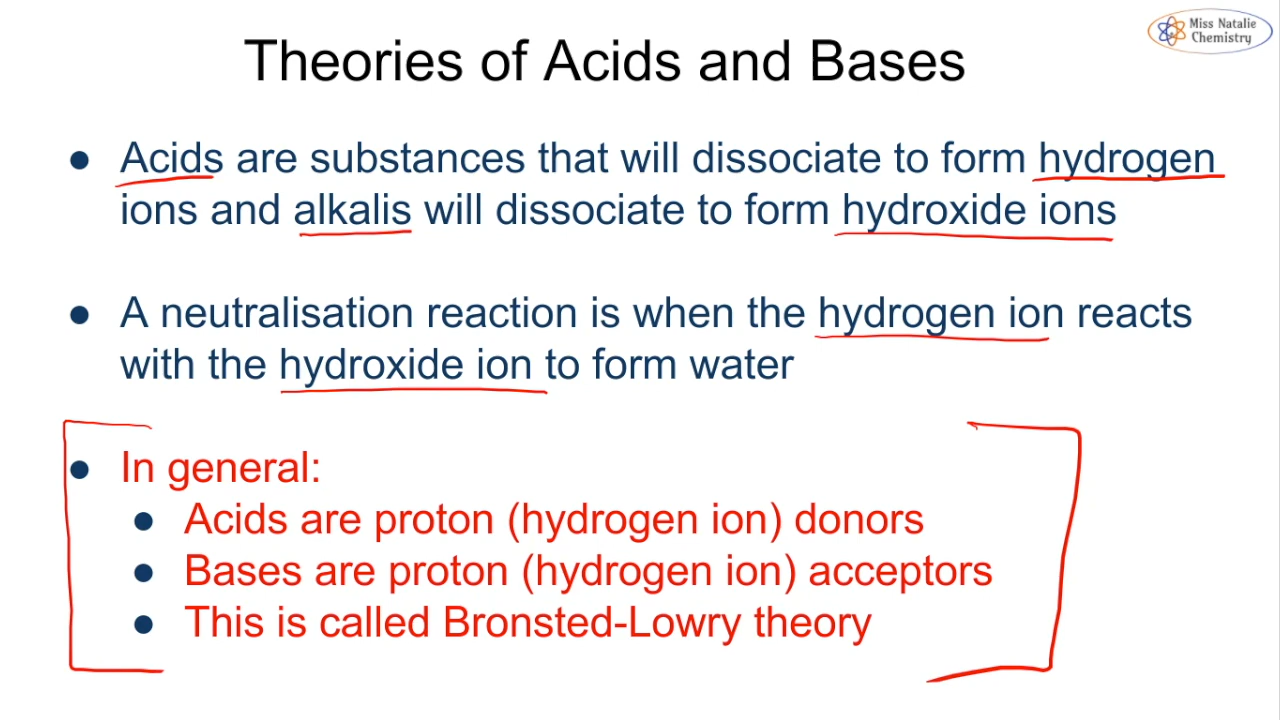 Miss Natalie
Chemistry
Theories of Acids and Bases
● Acids are substances that will dissociate to form hydrogen
ions and alkalis will dissociate to form hydroxide ions
● A neutralisation reaction is when the hydrogen ion reacts
with the hydroxide ion to form water
● In general:
● Acids are proton (hydrogen ion) donors
● Bases are proton (hydrogen ion) acceptors
● This is called Bronsted-Lowry theory